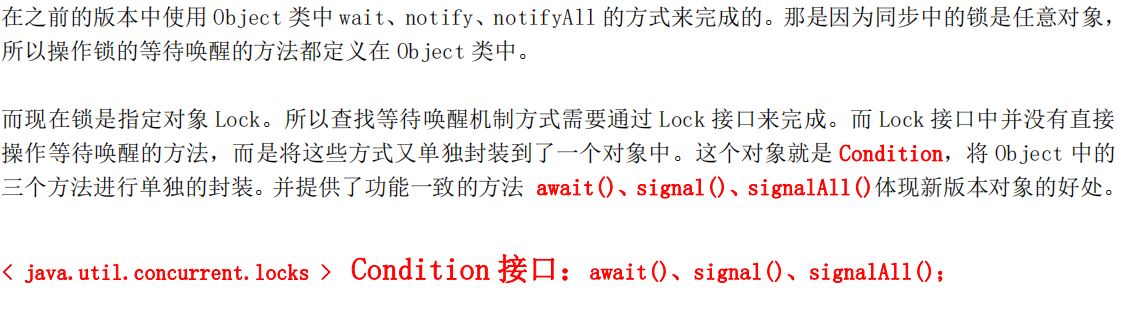 在之前的版本中使用 Object 类中 wait、notify、notifyAll 的方式来完成的。那是因为同步中的锁是任意对象，
所以操作锁的等待唤醒的方法都定义在 Object 类中。
而现在锁是指定对象 Lock。所以查找等待唤醒机制方式需要通过 Lock 接口来完成。而 Lock 接口中并没有直接
操作等待唤醒的方法，而是将这些方式又单独封装到了一个对象中。这个对象就是 Condition，将 Object 中的
三个方法进行单独的封装。并提供了功能一致的方法 await()、signal()、signalAll()体现新版本对象的好处。
< java.util.concurrent.locks > Condition 接口：await()、signal()、signalAll();